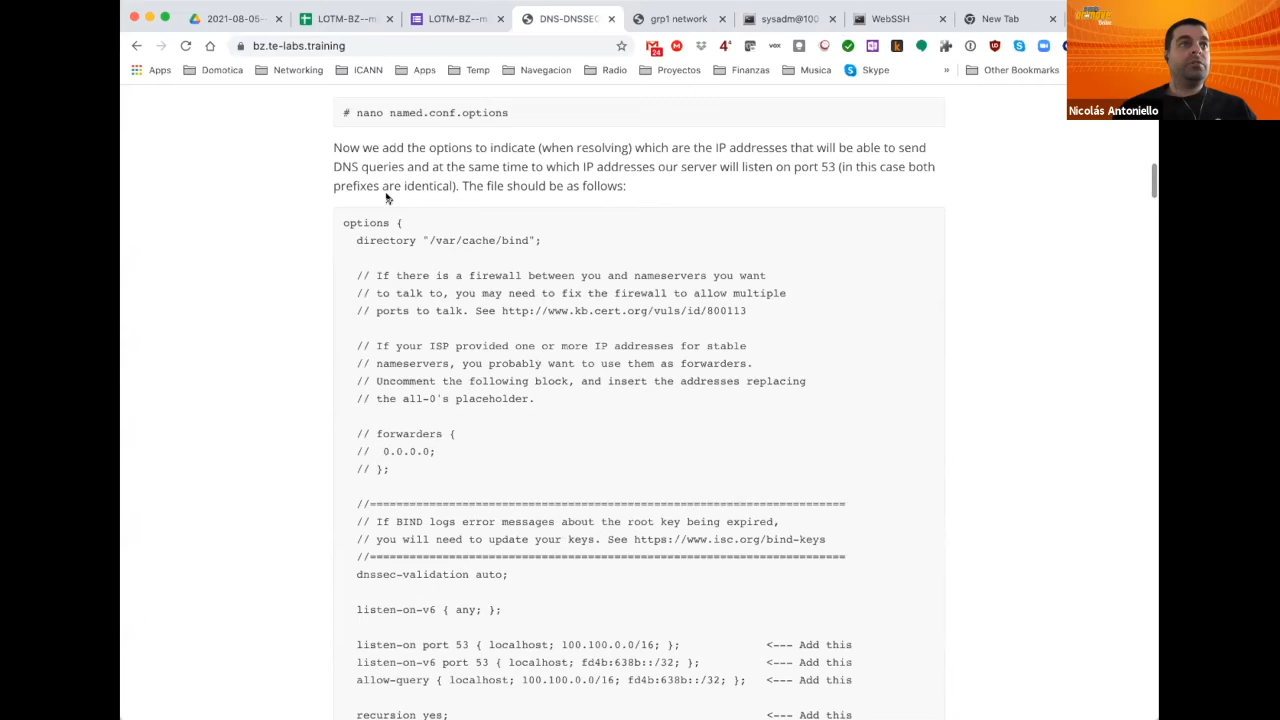 2021-08-05-
LOTM-BZ--m
LOTM-BZ--m
DNS-DNSSEC
grp1 network
sysadm@100
WebSSH
New Tab
bz.te-labs.training
24
4
vox
Apps
Domotica
Networking
ICANN
Apps
Temp
Navegacion
Radio
Proyectos
Finanzas
Musica
Skype
»
Other Bookmarks
Nicolás Antoniello
# nano named.conf.options
Now we add the options to indicate (when resolving) which are the IP addresses that will be able to send
DNS queries and at the same time to which IP addresses our server will listen on port 53 (in this case both
prefixes are identical). The file should be as follows:
options {
directory "/var/cache/bind";
// If there is a firewall between you and nameservers you want
// to talk to, you may need to fix the firewall to allow multiple
// ports to talk. See http://www.kb.cert.org/vuls/id/800113
// If your ISP provided one or more IP addresses for stable
// nameservers, you probably want to use them as forwarders.
// Uncomment the following block, and insert the addresses replacing
// the all-0's placeholder.
// forwarders {
// 0.0.0.0;
// };
//========================================================================
// If BIND logs error messages about the root key being expired,
// you will need to update your keys. See https://www.isc.org/bind-keys
//========================================================================
dnssec-validation auto;
listen-on-v6 { any; };
listen-on port 53 { localhost; 100.100.0.0/16; }; <--- Add this
listen-on-v6 port 53 { localhost; fd4b:638b::/32; }; <--- Add this
allow-query { localhost; 100.100.0.0/16; fd4b:638b::/32; }; <--- Add this
recursion yes; <--- Add this